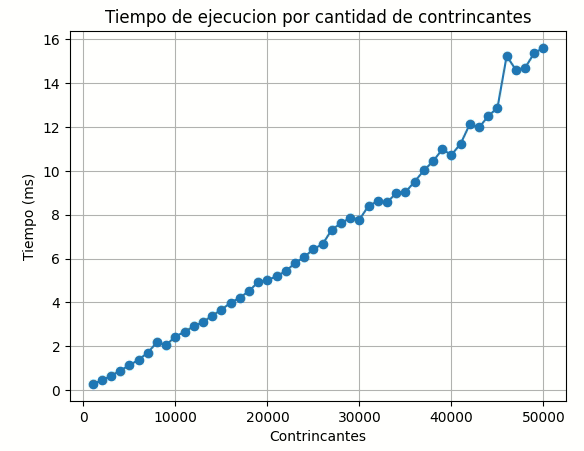 Tiempo de ejecucion por cantidad de contrincantes
16
14
12
10
8
6
4
2
0
Tiempo (ms)
0 10000 20000 30000 40000 50000
Contrincantes